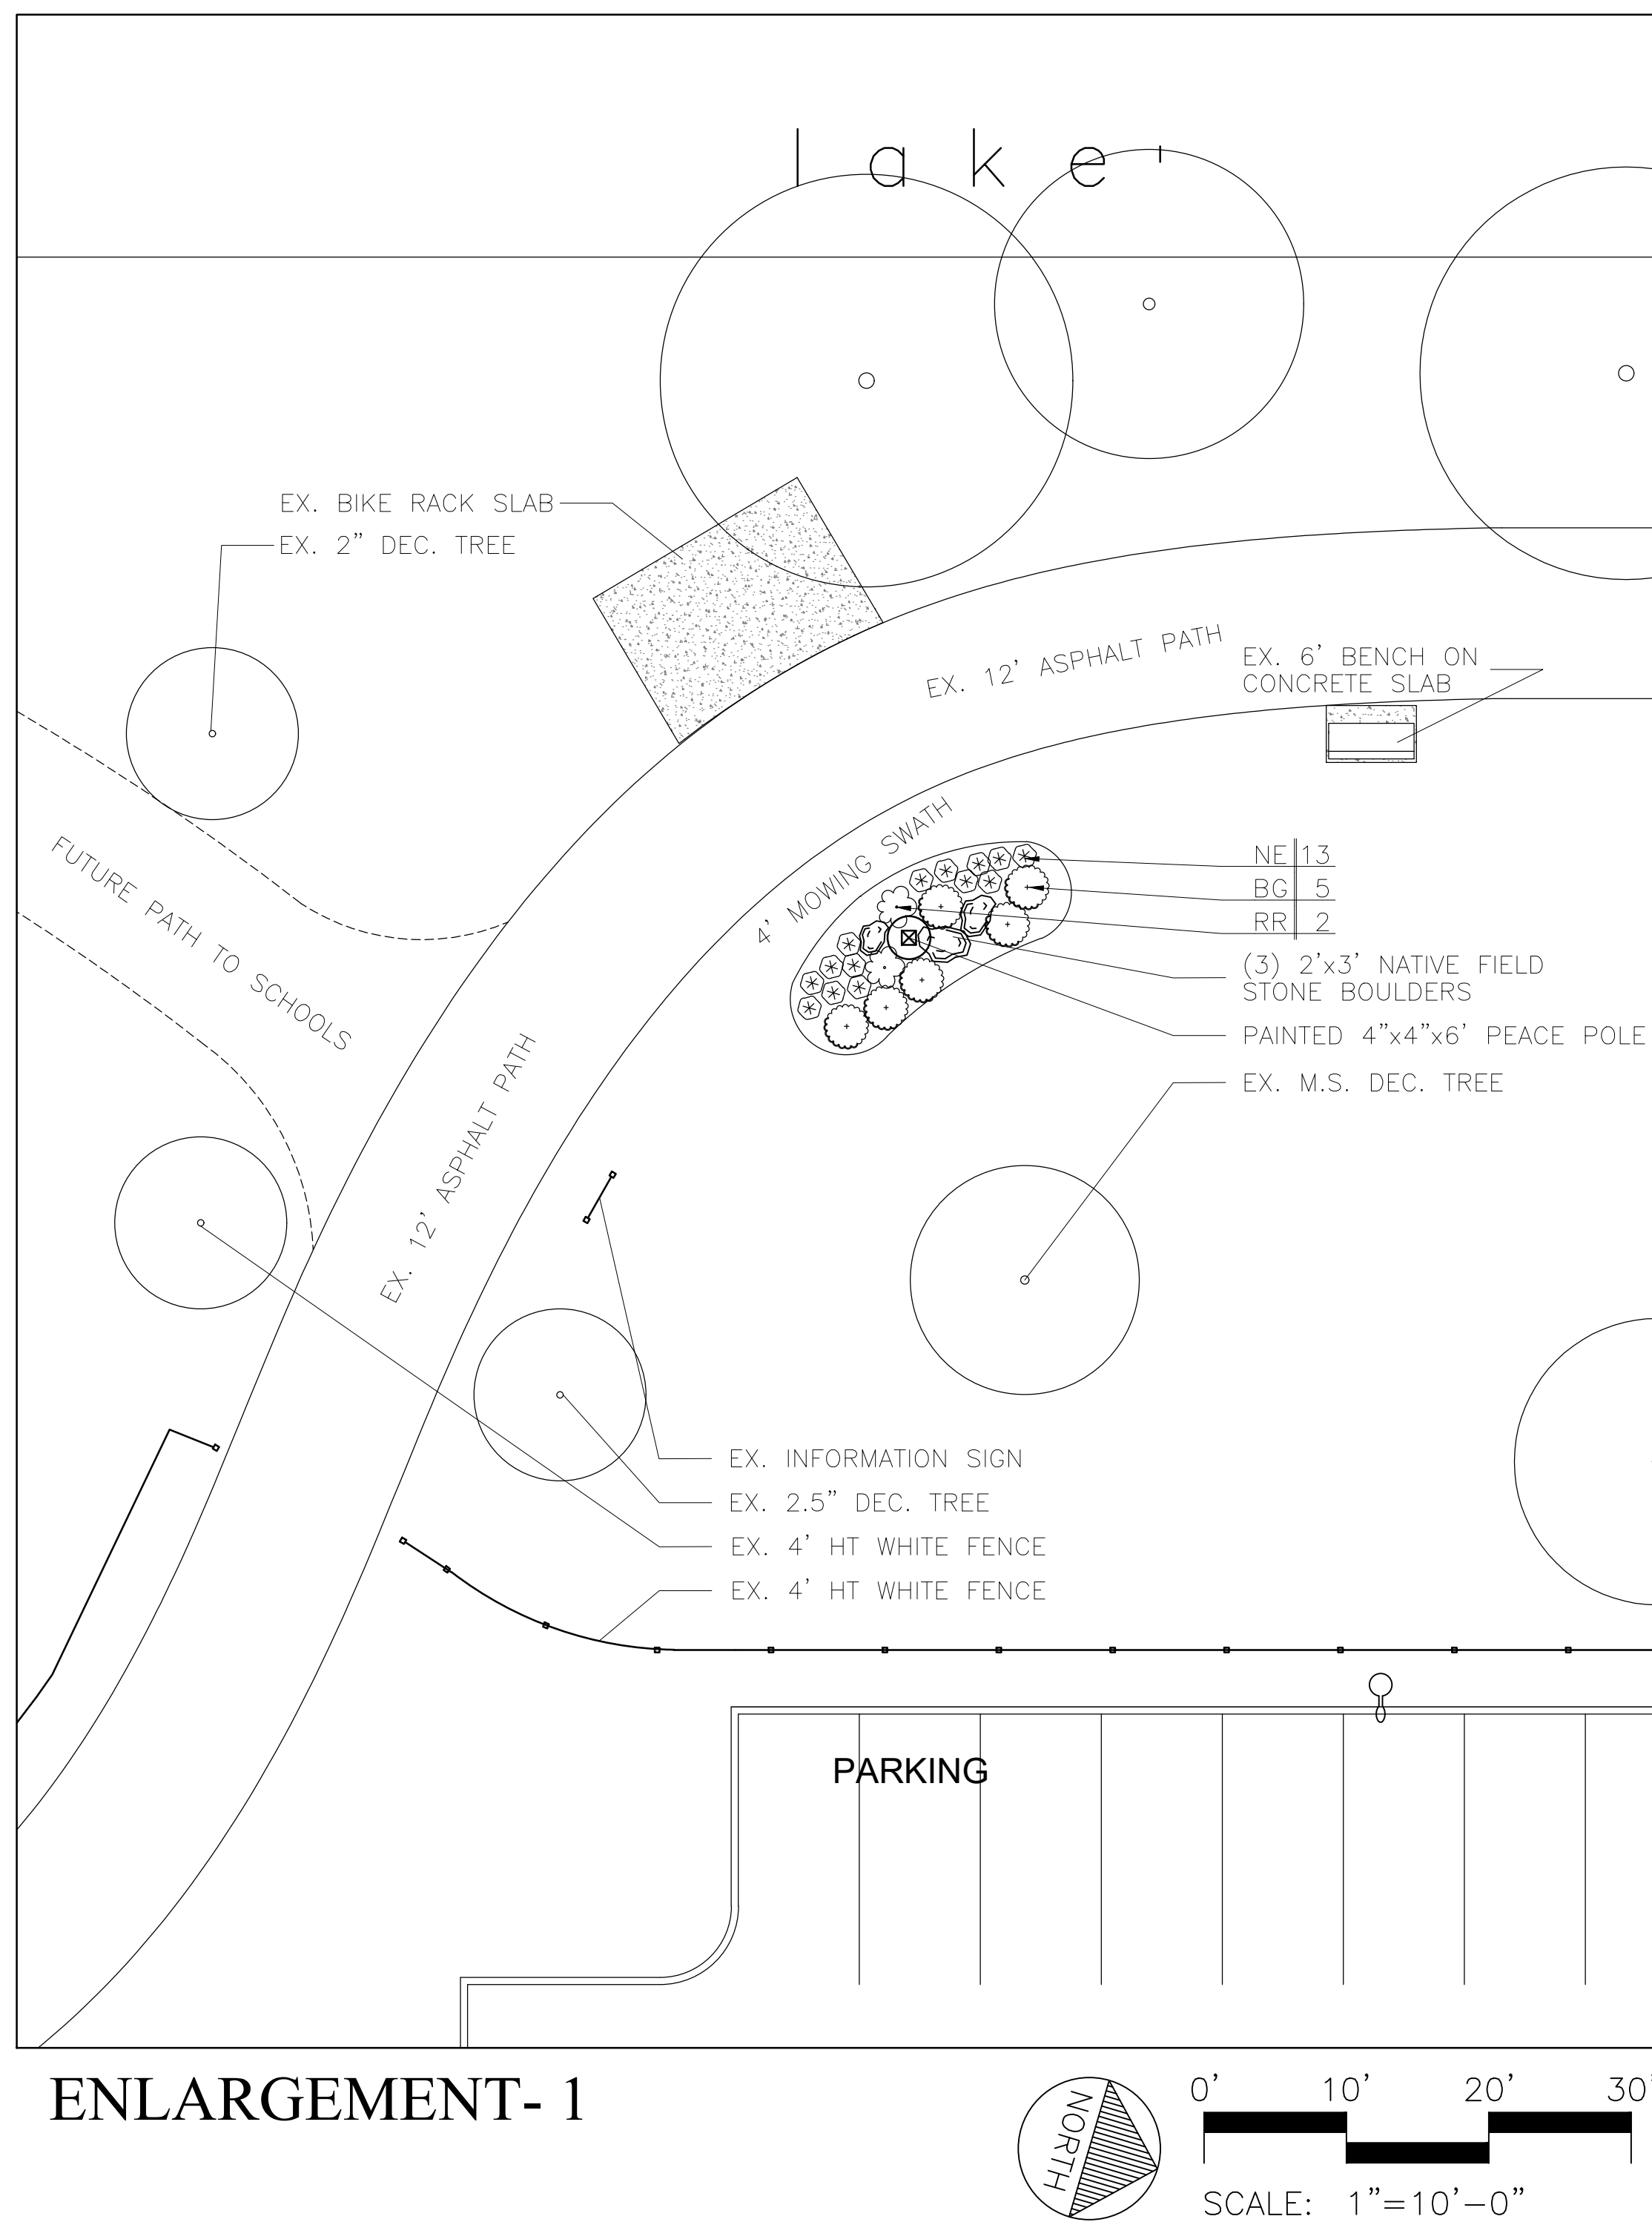 lake'
EX. BIKE RACK SLAB
EX. 2" DEC. TREE
EX. 12' ASPHALT PATH
EX. 6' BENCH ON
CONCRETE SLAB
4' MOWING SWATH
FUTURE PATH TO SCHOOLS
NE 13
BG 5
RR 2
(3) 2'x3' NATIVE FIELD
STONE BOULDERS
PAINTED 4"x4"x6' PEACE POLE
EX. M.S. DEC. TREE
EX. 12' ASPHALT PATH
EX. INFORMATION SIGN
EX. 2.5" DEC. TREE
EX. 4' HT WHITE FENCE
EX. 4' HT WHITE FENCE
PARKING
ENLARGEMENT- 1
NORTH
0' 10' 20' 30'
SCALE: 1"=10'-0"